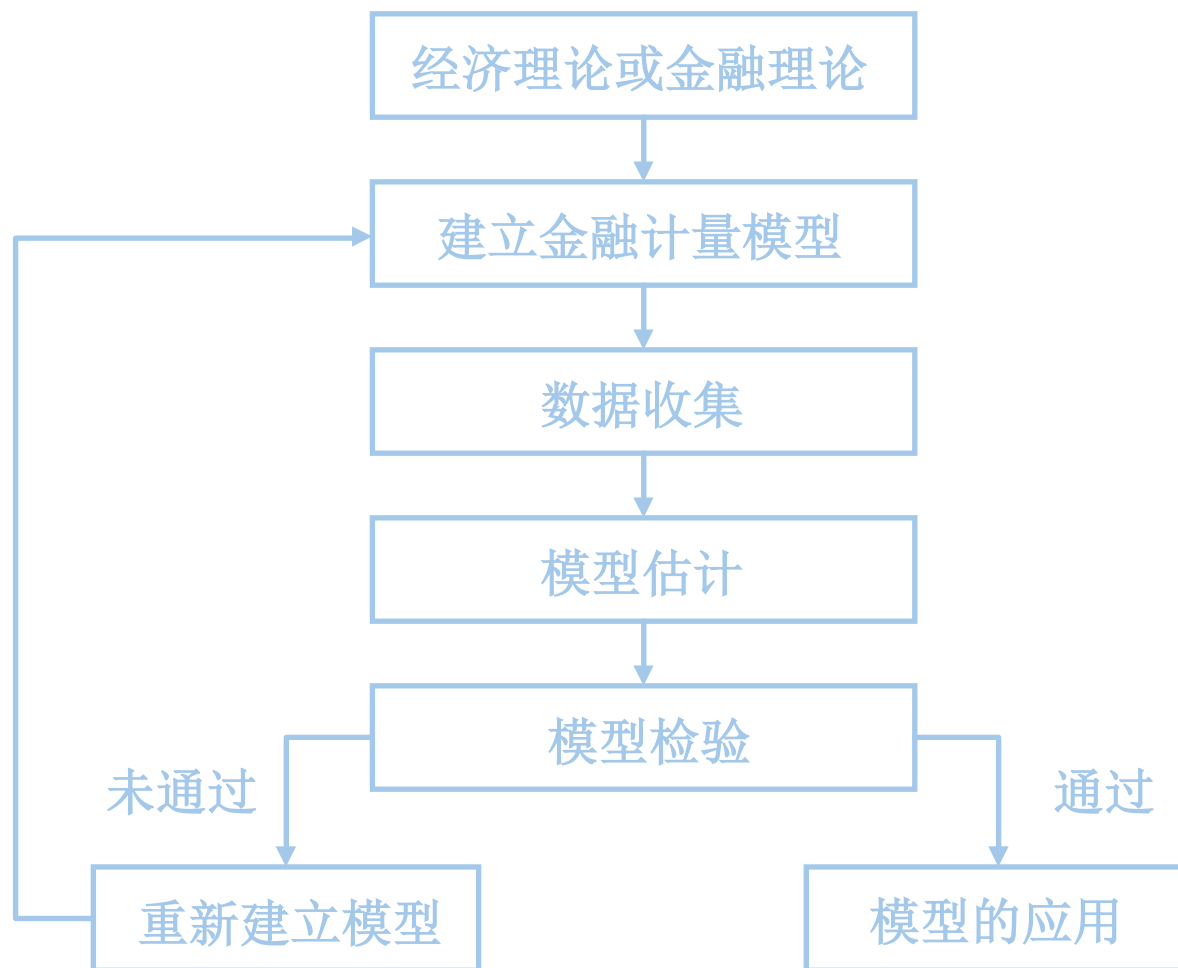 经济理论或金融理论
建立金融计量模型
数据收集
模型估计
模型检验
未通过
通过
重新建立模型
模型的应用